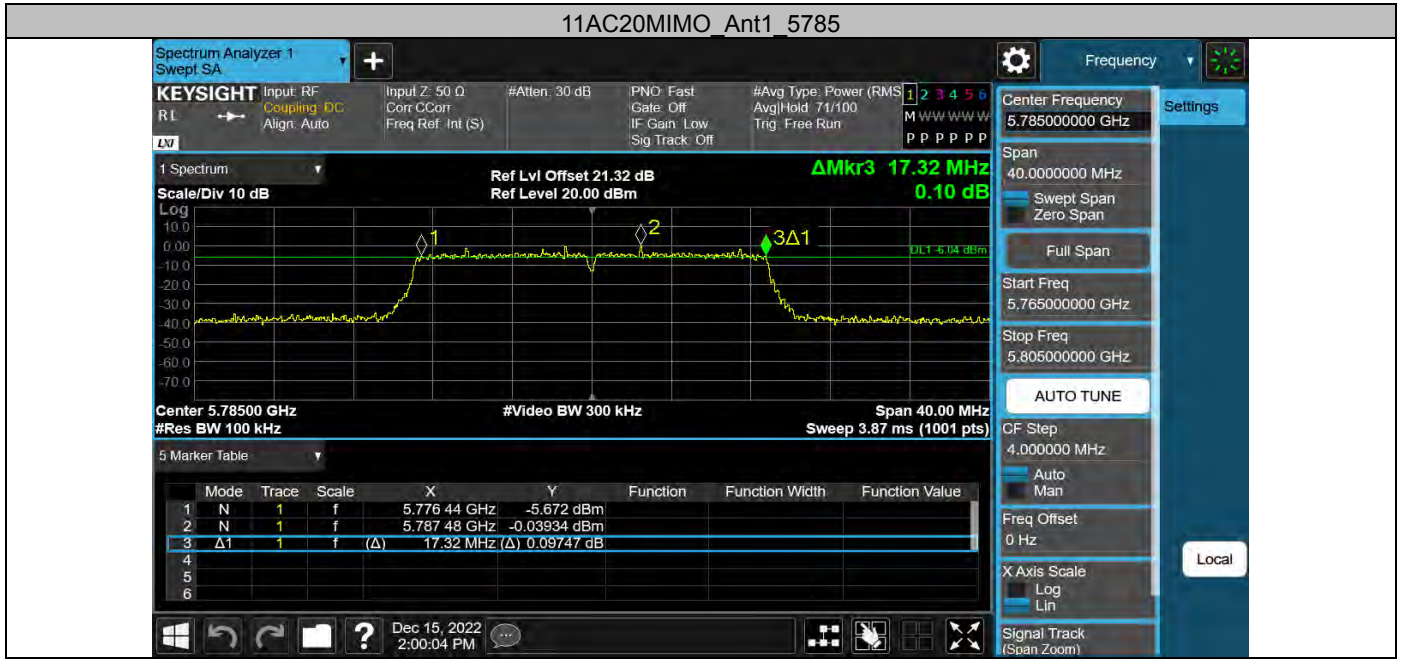 11AC20MIMO_Ant1_5785
Spectrum Analyzer 1
Swept SA
+
Frequency
KEYSIGHT
RL
LXI
Input: RF
Coupling: DC
Align: Auto
Input Z: 50 Ω
Corr CCorr
Freq Ref: Int (S)
#Atten: 30 dB
PNO: Fast
Gate: Off
IF Gain: Low
Sig Track: Off
#Avg Type: Power (RMS
Avg|Hold: 71/100
Trig: Free Run
1 2 3 4 5 6
M W W W W W
P P P P P P
1 Spectrum
Scale/Div 10 dB
Ref Lvl Offset 21.32 dB
Ref Level 20.00 dBm
ΔMkr3 17.32 MHz
0.10 dB
Log
10.0
0.00
-10.0
-20.0
-30.0
-40.0
-50.0
-60.0
-70.0
1
2
3Δ1
DL1 -6.04 dBm
Center 5.78500 GHz
#Video BW 300 kHz
Span 40.00 MHz
#Res BW 100 kHz
Sweep 3.87 ms (1001 pts)
5 Marker Table
Mode Trace Scale X Y Function Function Width Function Value
1 N 1 f 5.776 44 GHz -5.672 dBm
2 N 1 f 5.787 48 GHz -0.03934 dBm
3 Δ1 1 f (Δ) 17.32 MHz (Δ) 0.09747 dB
4
5
6
?
Dec 15, 2022
2:00:04 PM
Center Frequency
5.785000000 GHz
Span
40.0000000 MHz
Swept Span
Zero Span
Full Span
Start Freq
5.765000000 GHz
Stop Freq
5.805000000 GHz
AUTO TUNE
CF Step
4.000000 MHz
Auto
Man
Freq Offset
0 Hz
X Axis Scale
Log
Lin
Signal Track
(Span Zoom)
Settings
Local